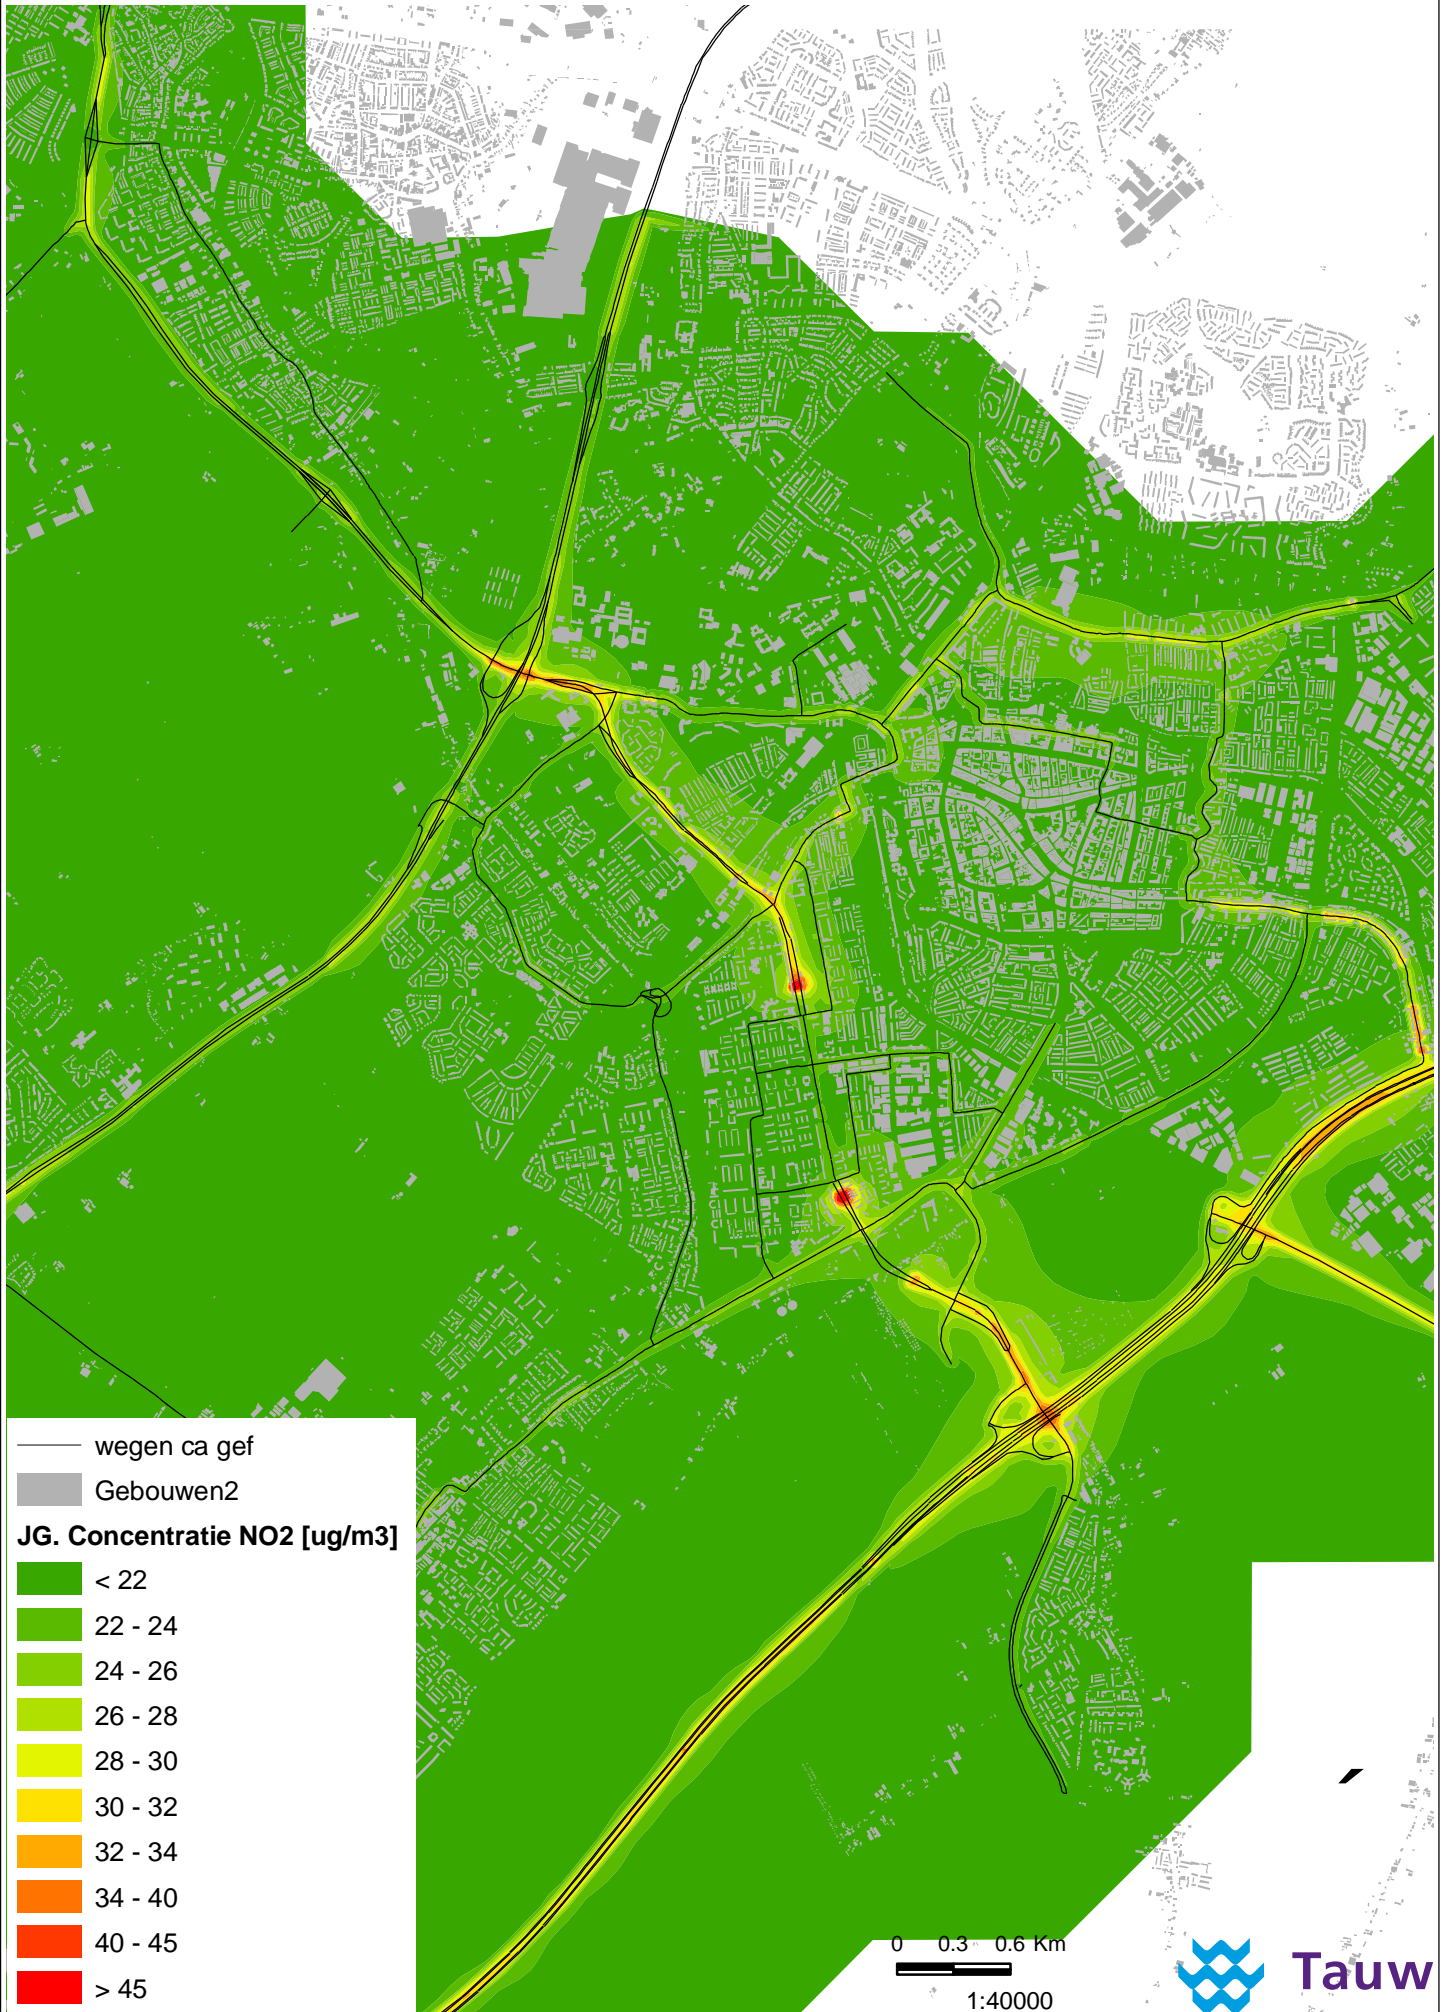 wegen ca gef
Gebouwen2
JG. Concentratie NO2 [ug/m3]
< 22
22 - 24
24 - 26
26 - 28
28 - 30
30 - 32
32 - 34
34 - 40
40 - 45
> 45
0 0.3 0.6 Km
1:40000
Tauw